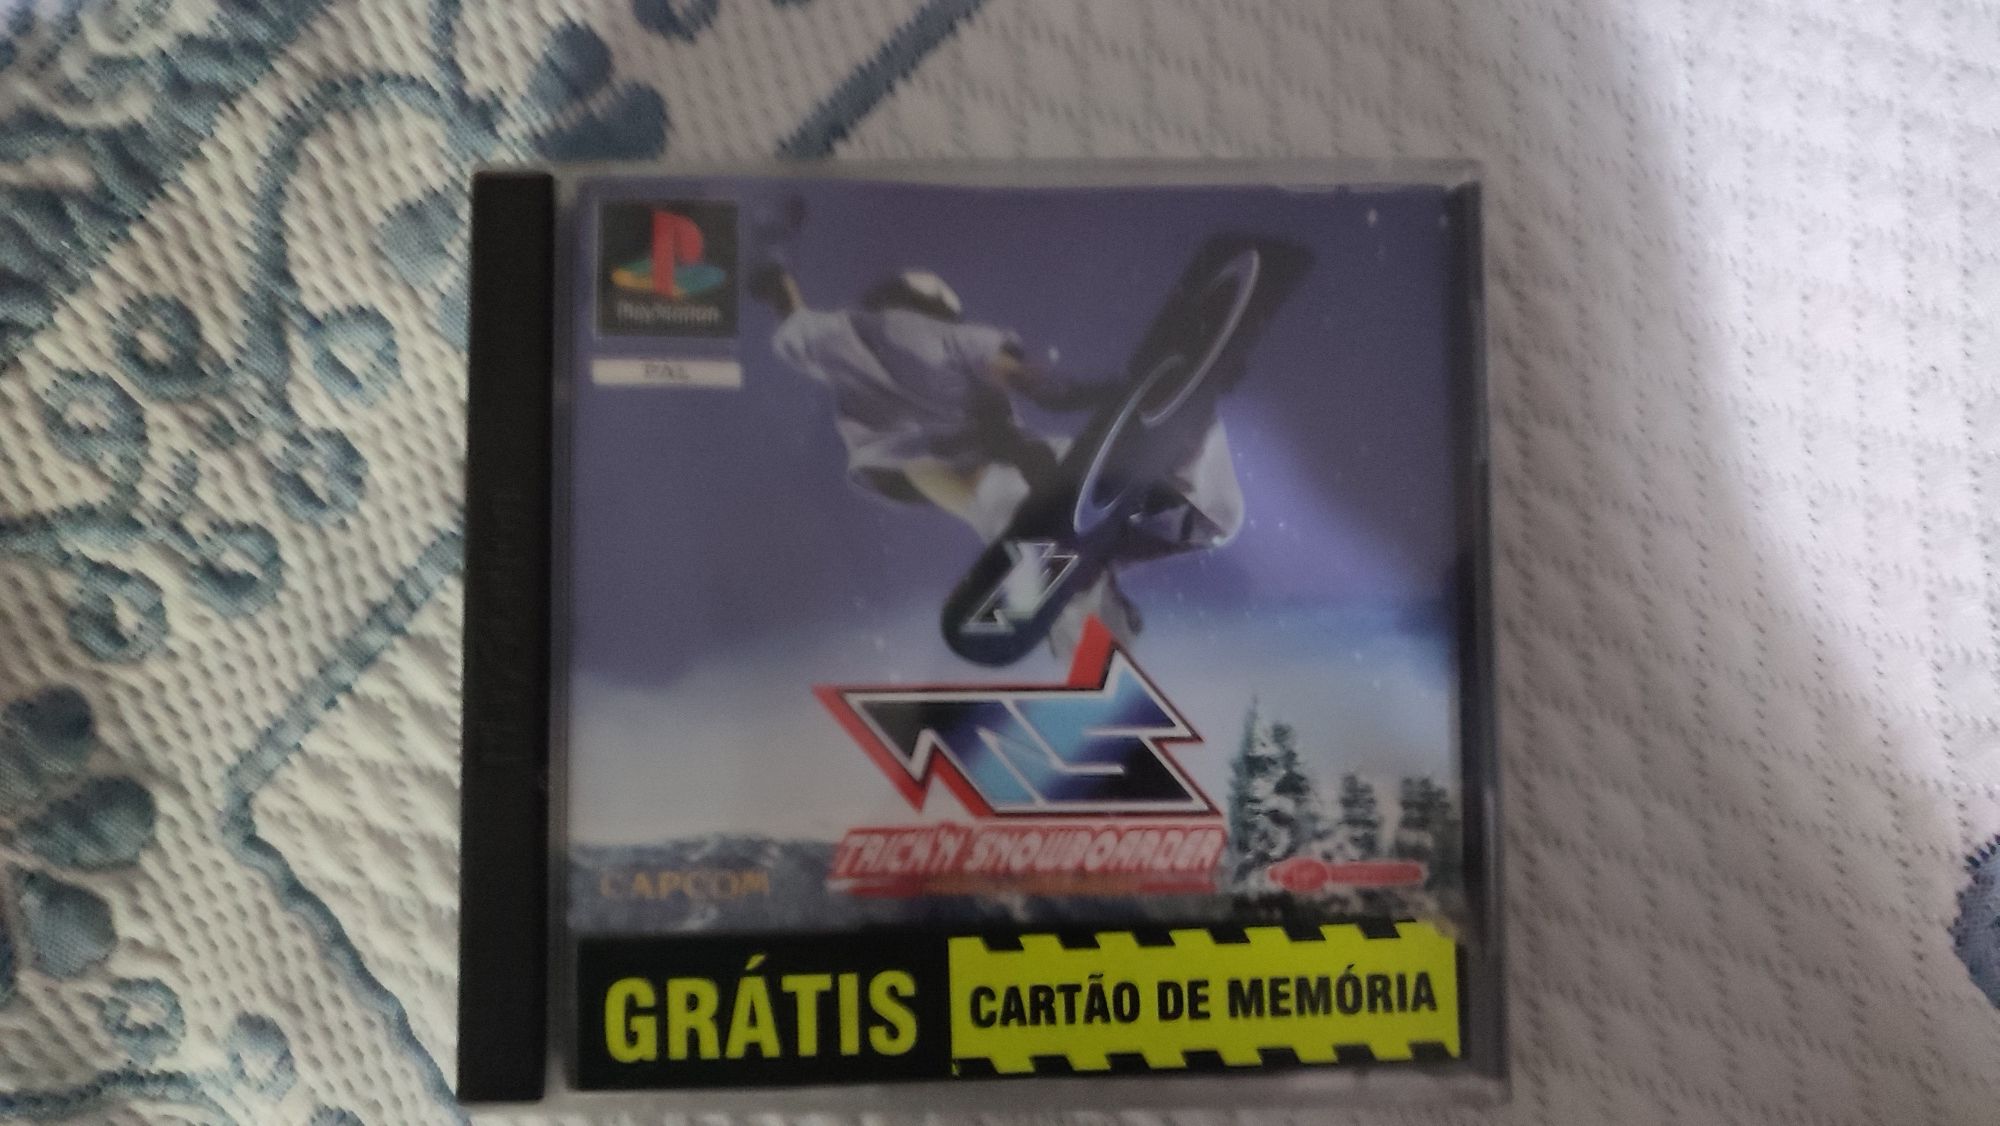 PlayStation
PAL
TRICK'N SNOWBOARDER
CAPCOM
GRÁTIS
CARTÃO DE MEMÓRIA